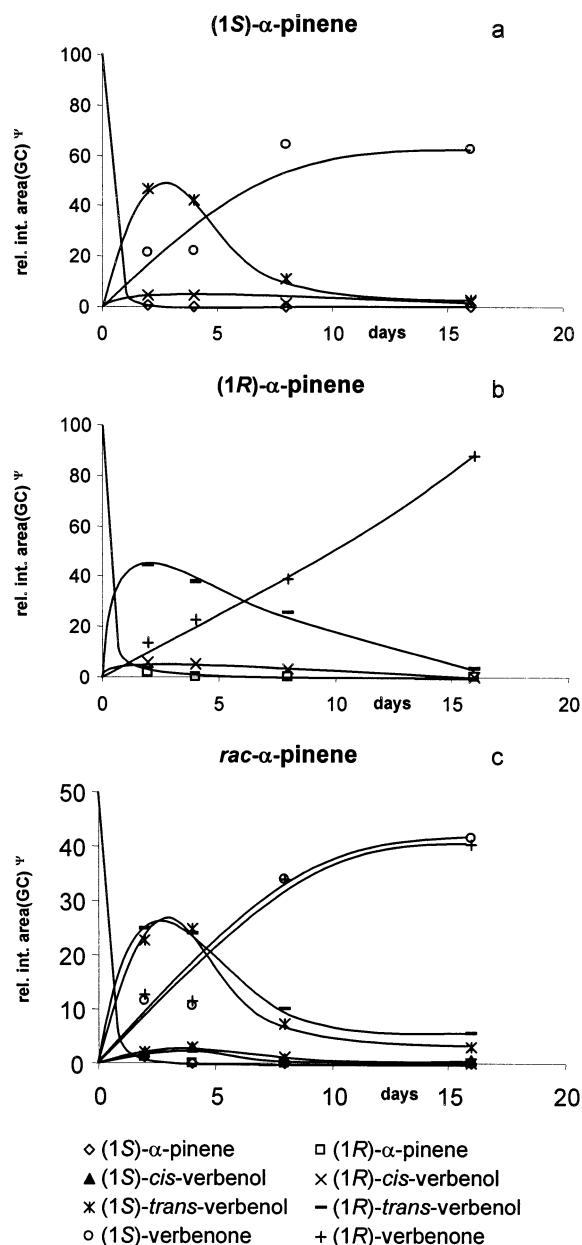 (1S)-α-pinene
a
rel. int. area(GC) Ψ
100
80
60
40
20
0
0 5 10 days 15 20
(1R)-α-pinene
b
rel. int. area(GC) Ψ
100
80
60
40
20
0
0 5 10 days 15 20
rac-α-pinene
c
rel. int. area(GC) Ψ
50
40
30
20
10
0
0 5 10 days 15 20
(1S)-α-pinene (1R)-α-pinene
(1S)-cis-verbenol (1R)-cis-verbenol
(1S)-trans-verbenol (1R)-trans-verbenol
(1S)-verbenone (1R)-verbenone